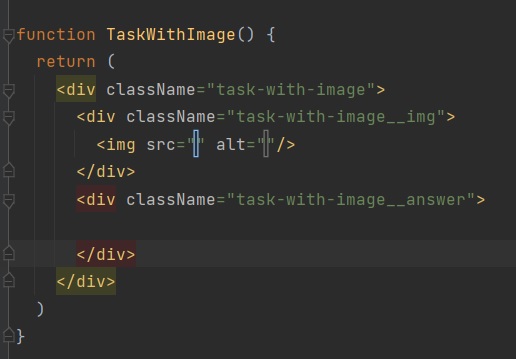 function TaskWithImage() {
return (
<div className="task-with-image">
<div className="task-with-image__img">
<img src="" alt=""/>
</div>
<div className="task-with-image__answer">
</div>
</div>
)
}